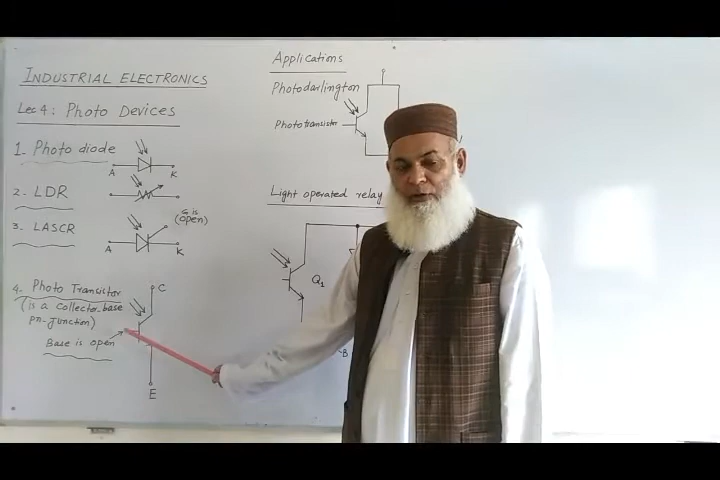 INDUSTRIAL ELECTRONICS
Lec 4: Photo Devices
1. Photo diode
A
K
2. LDR
3. LASCR
G is
(open)
A
K
4. Photo Transistor
(is a collector-base
pn-junction)
Base is open
C
E
Applications
Photodarlington
Phototransistor
Light operated relay
Q1
B